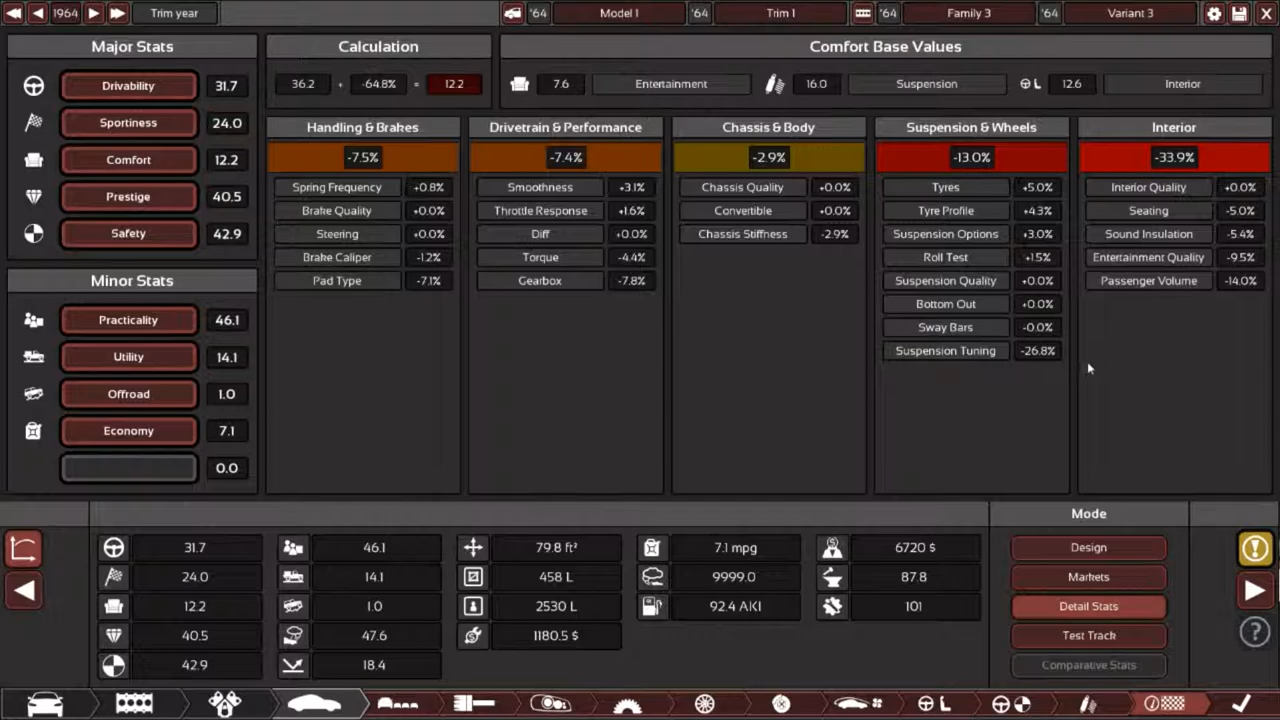 1964 Trim year '64 Model 1 '64 Trim 1 '64 Family 3 '64 Variant 3
Major Stats
Drivability 31.7
Sportiness 24.0
Comfort 12.2
Prestige 40.5
Safety 42.9
Minor Stats
Practicality 46.1
Utility 14.1
Offroad 1.0
Economy 7.1
0.0
Calculation
36.2 + -64.8% = 12.2
Comfort Base Values
7.6 Entertainment 16.0 Suspension 12.6 Interior
Handling & Brakes
-7.5%
Spring Frequency +0.8%
Brake Quality +0.0%
Steering +0.0%
Brake Caliper -1.2%
Pad Type -7.1%
Drivetrain & Performance
-7.4%
Smoothness +3.1%
Throttle Response +1.6%
Diff +0.0%
Torque -4.4%
Gearbox -7.8%
Chassis & Body
-2.9%
Chassis Quality +0.0%
Convertible +0.0%
Chassis Stiffness -2.9%
Suspension & Wheels
-13.0%
Tyres +5.0%
Tyre Profile +4.3%
Suspension Options +3.0%
Roll Test +1.5%
Suspension Quality +0.0%
Bottom Out +0.0%
Sway Bars -0.0%
Suspension Tuning -26.8%
Interior
-33.9%
Interior Quality +0.0%
Seating -5.0%
Sound Insulation -5.4%
Entertainment Quality -9.5%
Passenger Volume -14.0%
31.7 46.1 79.8 ft² 7.1 mpg 6720 $
24.0 14.1 458 L 9999.0 87.8
12.2 1.0 2530 L 92.4 AKI 101
40.5 47.6 1180.5 $
42.9 18.4
Mode
Design
Markets
Detail Stats
Test Track
Comparative Stats